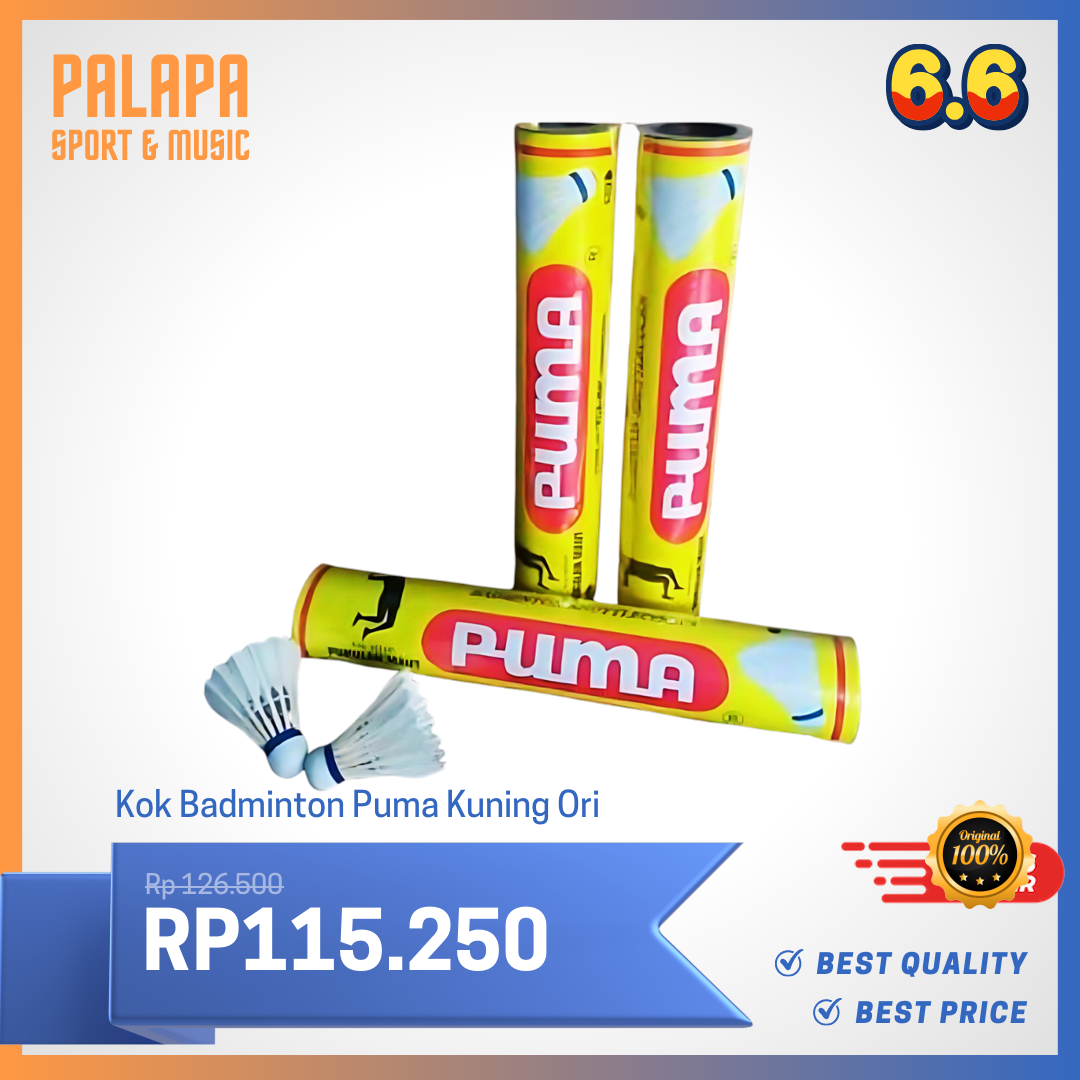 PALAPA
SPORT & MUSIC
6.6
PUMA
PUMA
PUMA
Kok Badminton Puma Kuning Ori
Rp 126.500
RP115.250
Original
100%
BEST QUALITY
BEST PRICE